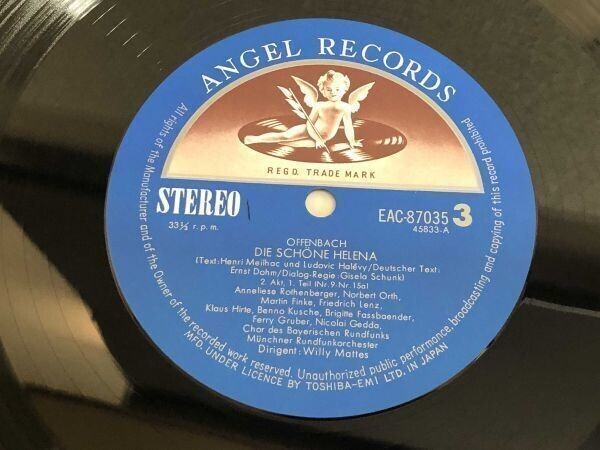 ANGEL RECORDS
REGD. TRADE MARK
STEREO
33⅓ r. p. m.
EAC-87035 3
45833-A
OFFENBACH
DIE SCHÖNE HELENA
(Text: Henri Meilhac und Ludovic Halévy/Deutscher Text:
Ernst Dohm/Dialog-Regie: Gisela Schunk)
2. Akt, 1. Teil (Nr. 9-Nr. 15a)
Anneliese Rothenberger, Norbert Orth,
Martin Finke, Friedrich Lenz,
Klaus Hirte, Benno Kusche, Brigitte Fassbaender,
Ferry Gruber, Nicolai Gedda,
Chor des Bayerischen Rundfunks
Münchner Rundfunkorchester
Dirigent: Willy Mattes
All rights of the Manufacturer and of the Owner of the recorded work reserved. Unauthorized public performance, broadcasting and copying of this record prohibited
MFD. UNDER LICENCE BY TOSHIBA-EMI LTD. IN JAPAN